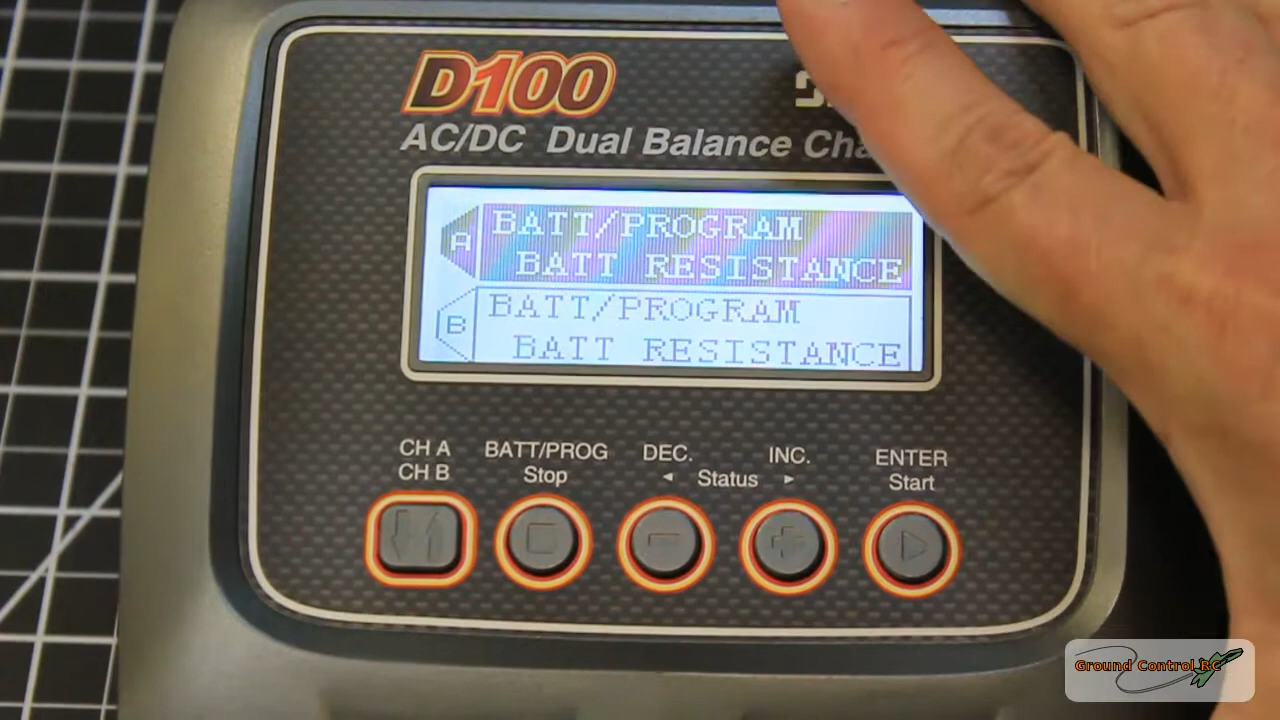 D100
AC/DC Dual Balance
A
BATT/PROGRAM
BATT RESISTANCE
B
BATT/PROGRAM
BATT RESISTANCE
CH A
CH B
BATT/PROG
Stop
DEC.
INC.
◄ Status ►
ENTER
Start
Ground Control RC